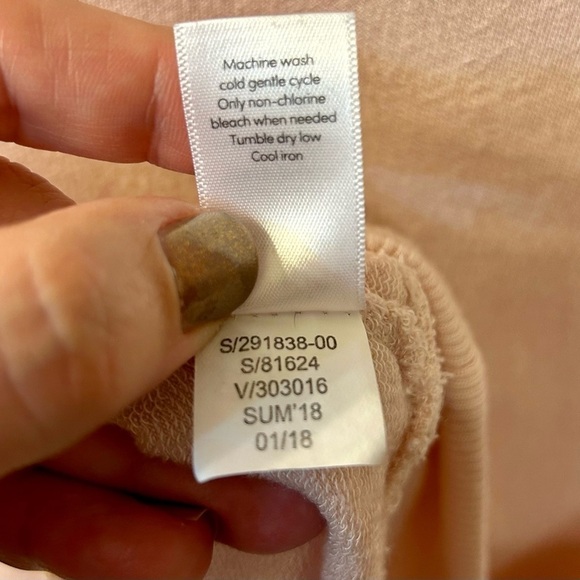 Machine wash
cold gentle cycle
Only non-chlorine
bleach when needed
Tumble dry low
Cool iron
S/291838-00
S/81624
V/303016
SUM'18
01/18